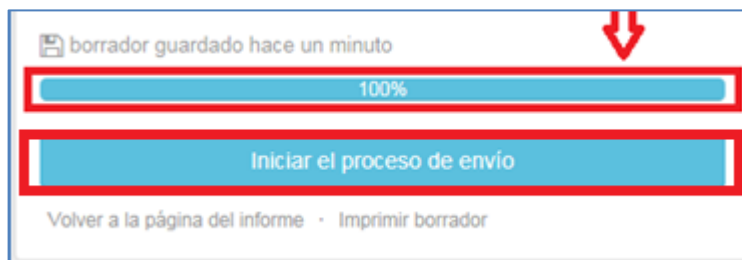 borrador guardado hace un minuto
100%
Iniciar el proceso de envío
Volver a la página del informe · Imprimir borrador